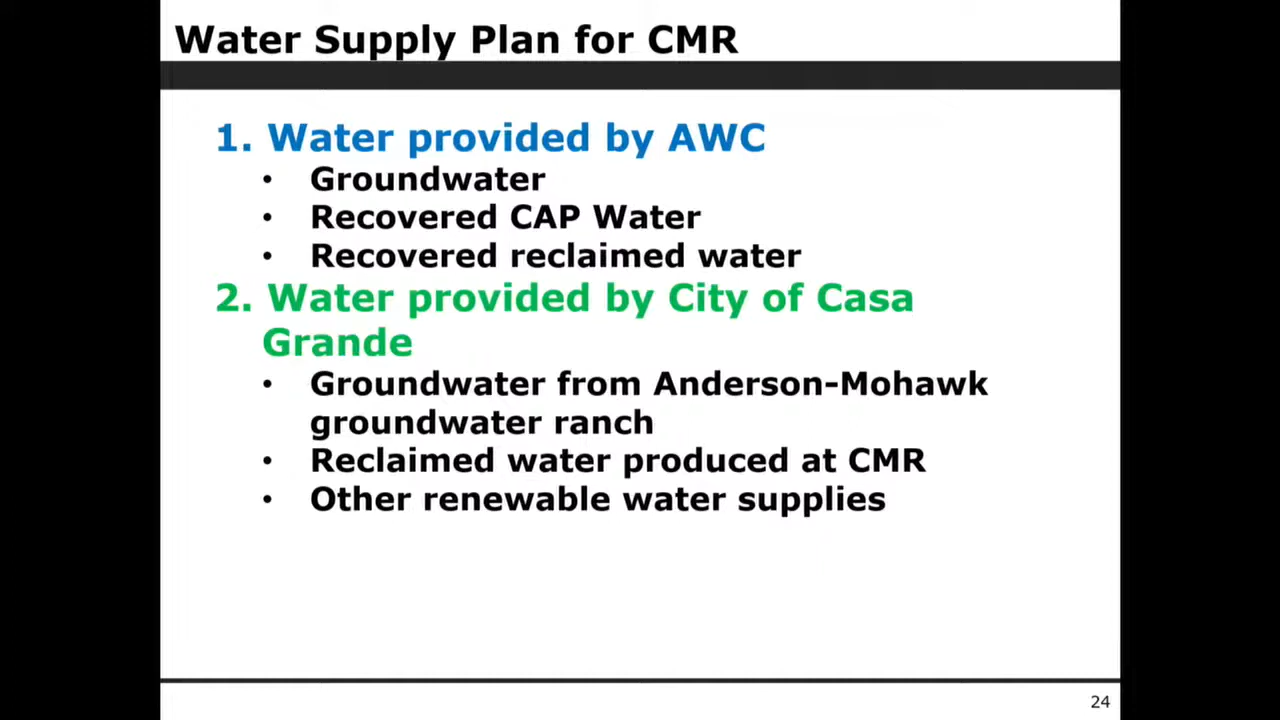 Water Supply Plan for CMR
1. Water provided by AWC
• Groundwater
• Recovered CAP Water
• Recovered reclaimed water
2. Water provided by City of Casa
Grande
• Groundwater from Anderson-Mohawk
groundwater ranch
• Reclaimed water produced at CMR
• Other renewable water supplies
24